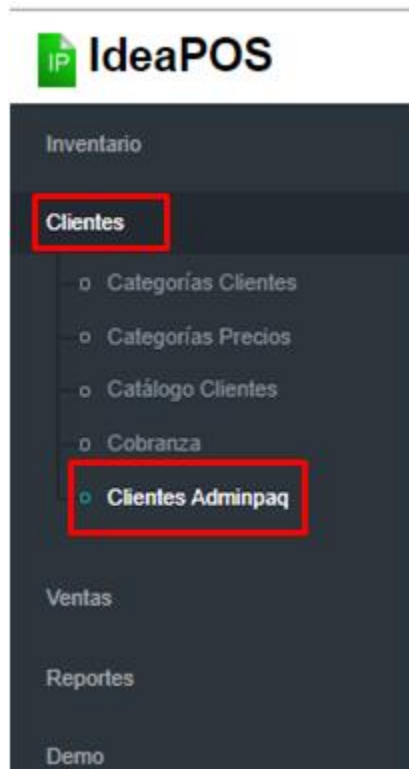 IP IdeaPOS
Inventario
Clientes
Categorías Clientes
Categorías Precios
Catálogo Clientes
Cobranza
Clientes Adminpaq
Ventas
Reportes
Demo